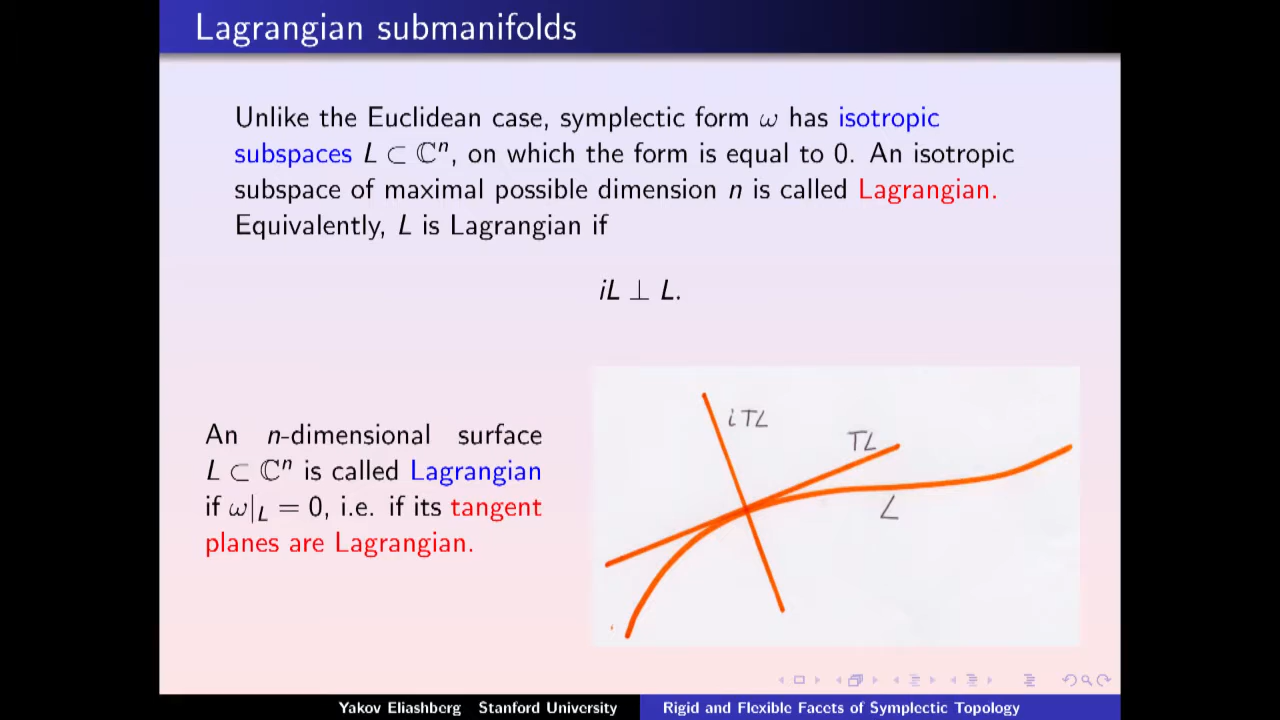 Lagrangian submanifolds
Unlike the Euclidean case, symplectic form ω has isotropic
subspaces L ⊂ ℂⁿ, on which the form is equal to 0. An isotropic
subspace of maximal possible dimension n is called Lagrangian.
Equivalently, L is Lagrangian if
iL ⊥ L.
An n-dimensional surface
L ⊂ ℂⁿ is called Lagrangian
if ω|_L = 0, i.e. if its tangent
planes are Lagrangian.
iTL
TL
L
Yakov Eliashberg Stanford University
Rigid and Flexible Facets of Symplectic Topology